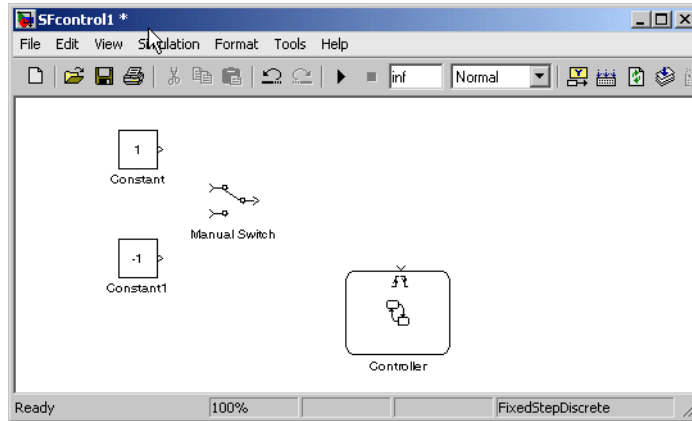 SFcontrol1 *
File Edit View Simulation Format Tools Help
inf Normal
1
Constant
Manual Switch
-1
Constant1
Controller
Ready 100% FixedStepDiscrete